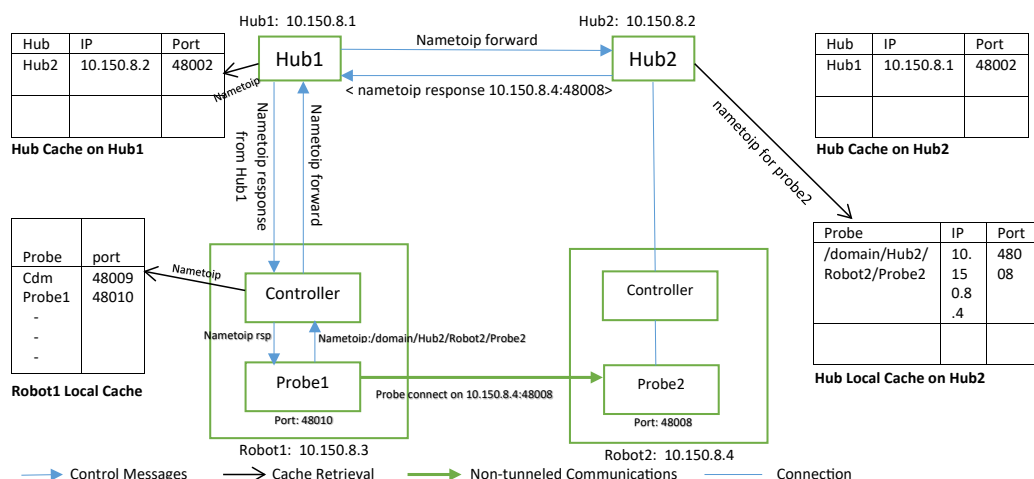 Hub1: 10.150.8.1
Hub2: 10.150.8.2
Hub IP Port
Hub2 10.150.8.2 48002
Hub Cache on Hub1
Hub1
Nametoip forward
Hub2
< nametoip response 10.150.8.4:48008>
Nametoip
Hub IP Port
Hub1 10.150.8.1 48002
Hub Cache on Hub2
Nametoip response
from Hub1
Nametoip forward
nametoip for probe2
Probe port
Cdm 48009
Probe1 48010
-
-
-
Robot1 Local Cache
Nametoip
Controller
Nametoip rsp
Nametoip:/domain/Hub2/Robot2/Probe2
Probe1
Port: 48010
Robot1: 10.150.8.3
Probe connect on 10.150.8.4:48008
Controller
Probe2
Port: 48008
Robot2: 10.150.8.4
Probe IP Port
/domain/Hub2/ 10. 480
Robot2/Probe2 15 08
0.8
.4
Hub Local Cache on Hub2
Control Messages
Cache Retrieval
Non-tunneled Communications
Connection